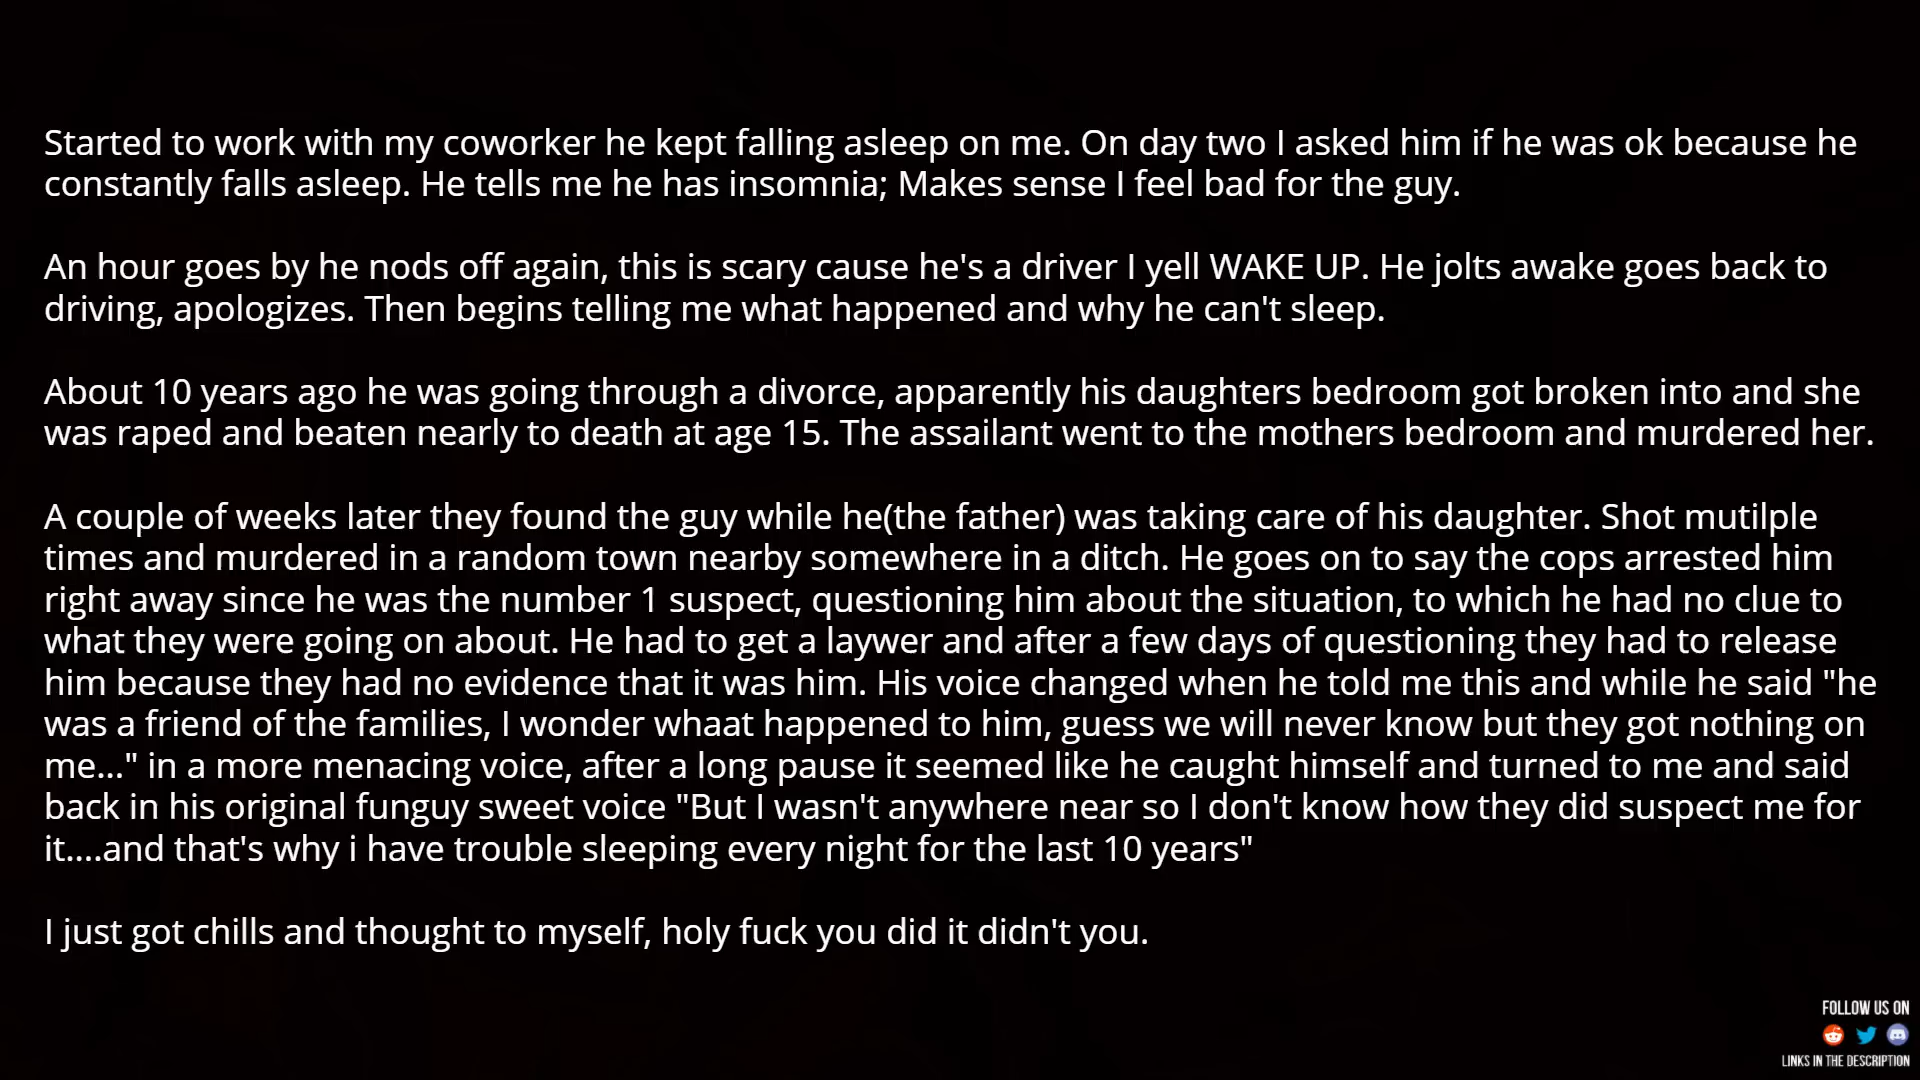 Started to work with my coworker he kept falling asleep on me. On day two I asked him if he was ok because he
constantly falls asleep. He tells me he has insomnia; Makes sense I feel bad for the guy.
An hour goes by he nods off again, this is scary cause he's a driver I yell WAKE UP. He jolts awake goes back to
driving, apologizes. Then begins telling me what happened and why he can't sleep.
About 10 years ago he was going through a divorce, apparently his daughters bedroom got broken into and she
was raped and beaten nearly to death at age 15. The assailant went to the mothers bedroom and murdered her.
A couple of weeks later they found the guy while he(the father) was taking care of his daughter. Shot mutilple
times and murdered in a random town nearby somewhere in a ditch. He goes on to say the cops arrested him
right away since he was the number 1 suspect, questioning him about the situation, to which he had no clue to
what they were going on about. He had to get a laywer and after a few days of questioning they had to release
him because they had no evidence that it was him. His voice changed when he told me this and while he said "he
was a friend of the families, I wonder whaat happened to him, guess we will never know but they got nothing on
me..." in a more menacing voice, after a long pause it seemed like he caught himself and turned to me and said
back in his original funguy sweet voice "But I wasn't anywhere near so I don't know how they did suspect me for
it....and that's why i have trouble sleeping every night for the last 10 years"
I just got chills and thought to myself, holy fuck you did it didn't you.
FOLLOW US ON
LINKS IN THE DESCRIPTION